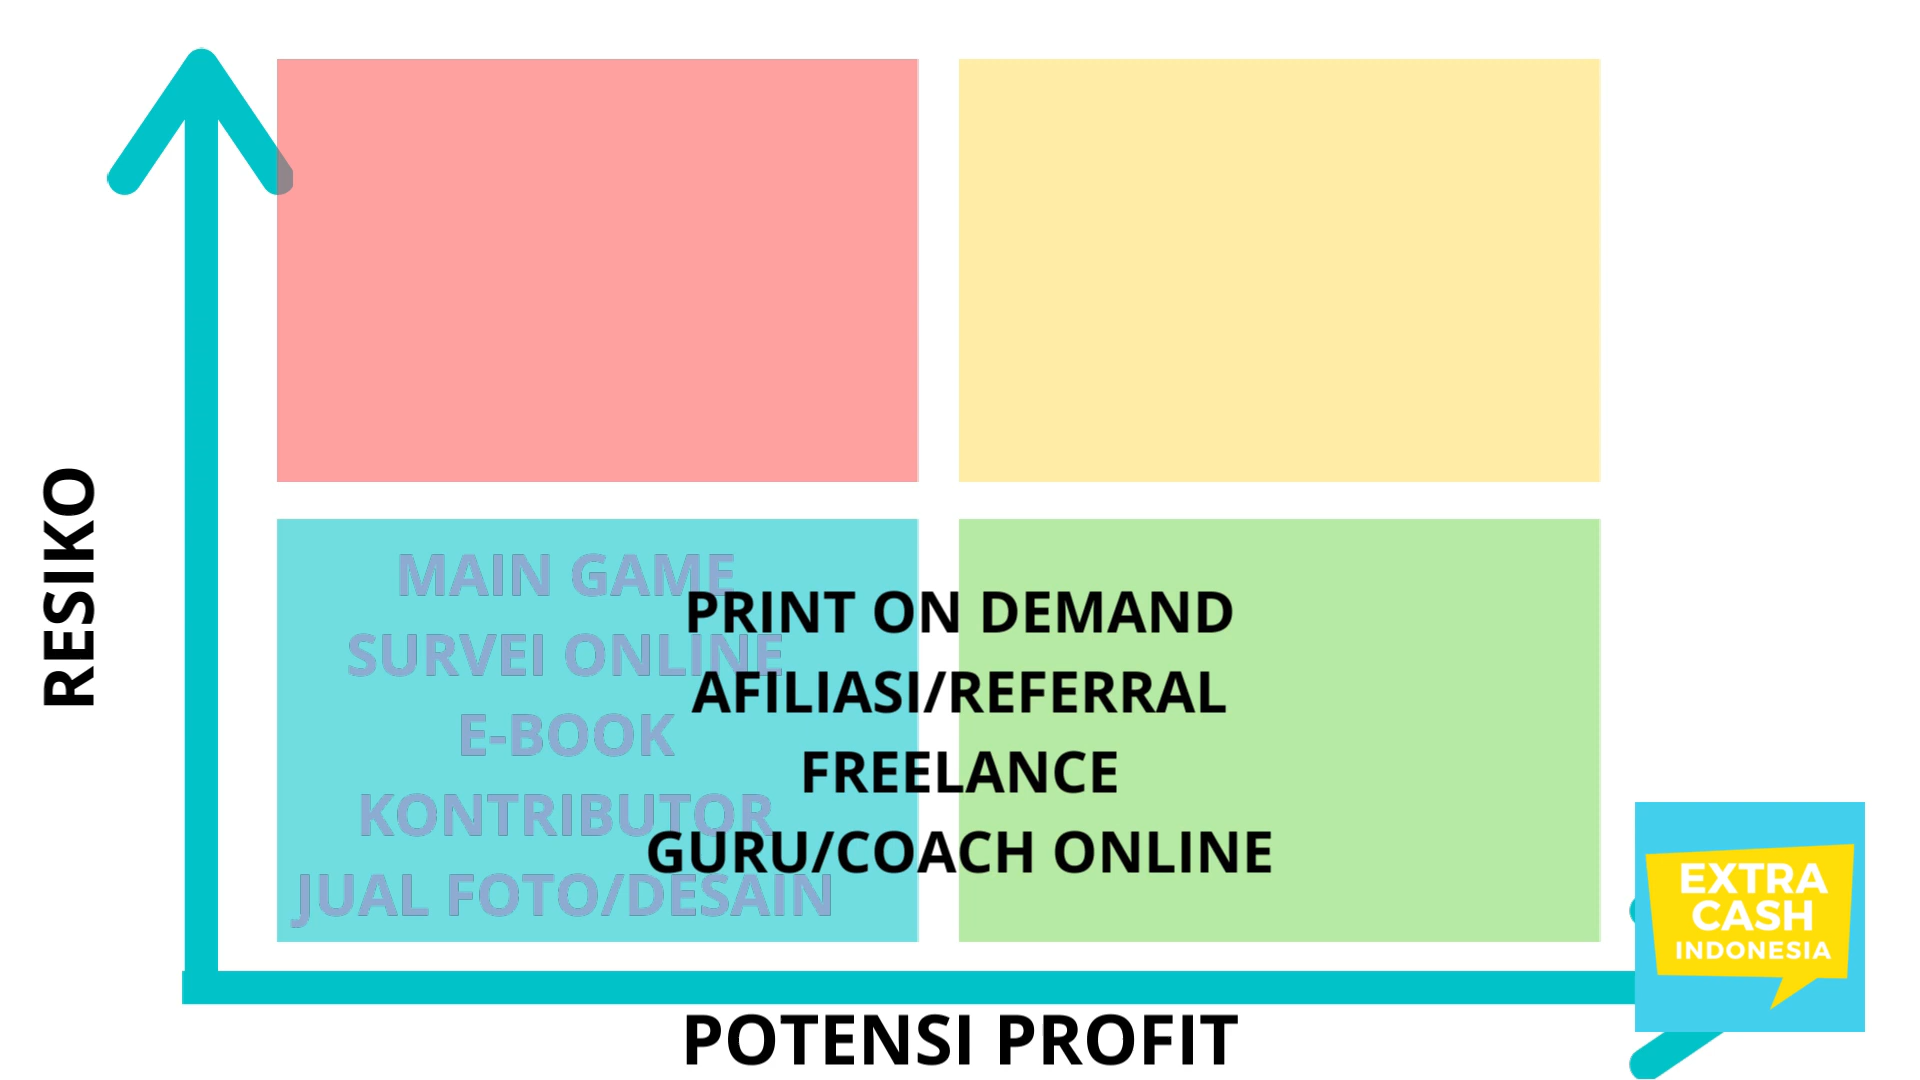 RESIKO
MAIN GAME
SURVEI ONLINE
E-BOOK
KONTRIBUTOR
JUAL FOTO/DESAIN
PRINT ON DEMAND
AFILIASI/REFERRAL
FREELANCE
GURU/COACH ONLINE
POTENSI PROFIT
EXTRA
CASH
INDONESIA